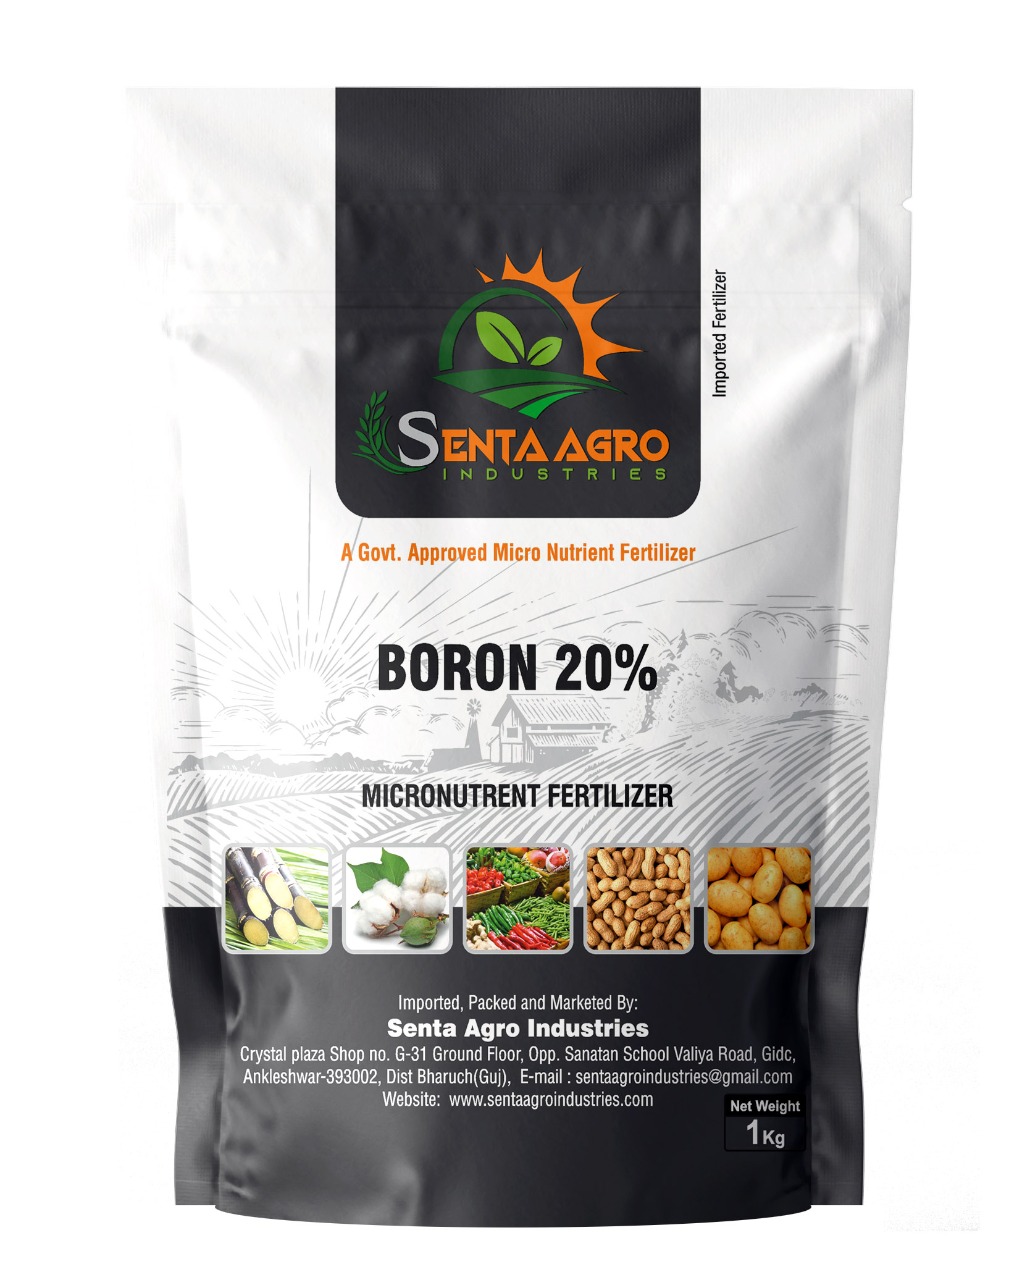 SENTA AGRO
INDUSTRIES
Imported Fertilizer
A Govt. Approved Micro Nutrient Fertilizer
BORON 20%
MICRONUTRENT FERTILIZER
Imported, Packed and Marketed By:
Senta Agro Industries
Crystal plaza Shop no. G-31 Ground Floor, Opp. Sanatan School Valiya Road, Gidc,
Ankleshwar-393002, Dist Bharuch(Guj), E-mail : sentaagroindustries@gmail.com
Website: www.sentaagroindustries.com
Net Weight
1Kg